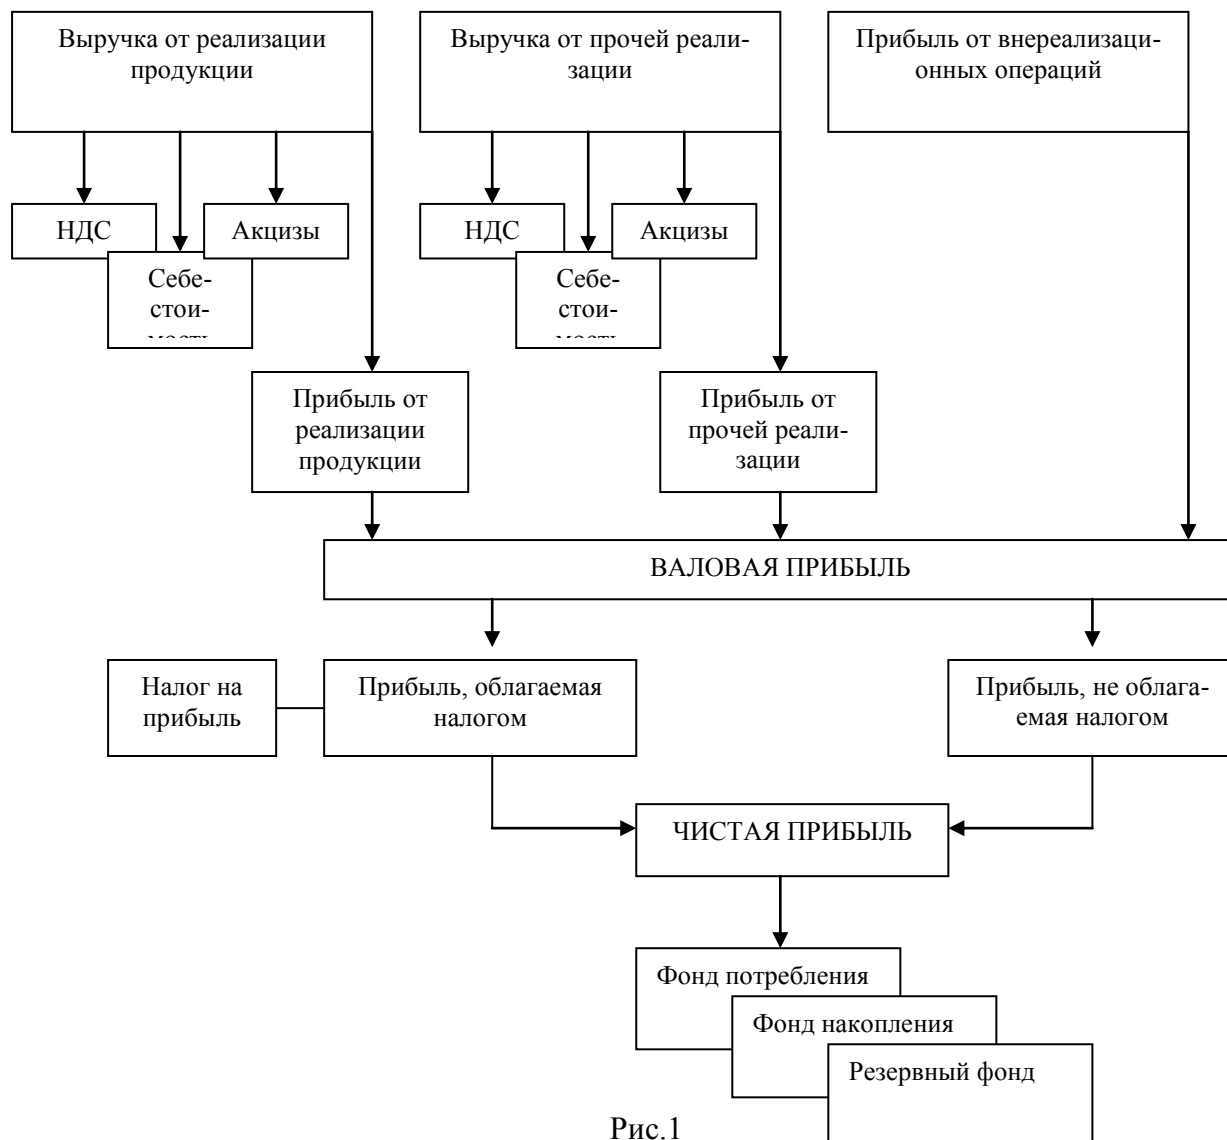 Выручка от реализации
продукции
Выручка от прочей реали-
зации
Прибыль от внереализаци-
онных операций
НДС
Акцизы
Себе-
стои-
мость
НДС
Акцизы
Себе-
стои-
мость
Прибыль от
реализации
продукции
Прибыль от
прочей реали-
зации
ВАЛОВАЯ ПРИБЫЛЬ
Налог на
прибыль
Прибыль, облагаемая
налогом
Прибыль, не облага-
емая налогом
ЧИСТАЯ ПРИБЫЛЬ
Фонд потребления
Фонд накопления
Резервный фонд
Рис.1